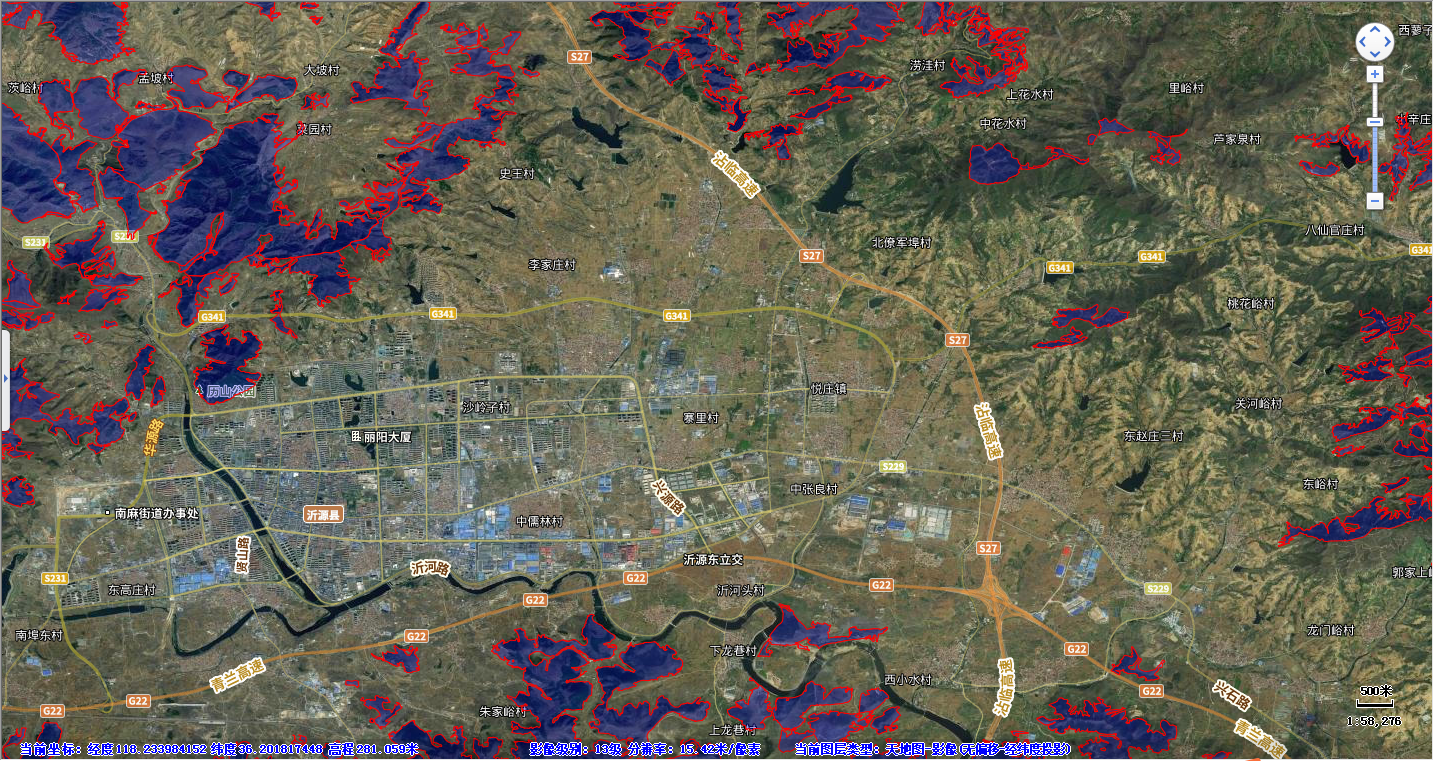 西蓼子
S27
涝洼村
大坡村
孟坡村
茨峪村
上花水村
里峪村
菜园村
中花水村
芦家泉村
辛庄
沾临高速
史王村
八仙官庄村
S231
北僚军埠村
G341
S27
G341
李家庄村
G341
桃花峪村
G341
G341
G341
S27
历山公园
悦庄镇
关河峪村
沙岭子村
寨里村
沾临高速
华源路
丽阳大厦
东赵庄二村
S229
东峪村
中张良村
兴源路
南麻街道办事处
沂源县
中儒林村
S27
沂源东立交
沂河路
郭家上
S231
G22
G22
S229
东高庄村
沂河头村
G22
南埠东村
G22
龙门峪村
下龙巷村
G22
青兰高速
西小水村
沾临高速
G22
兴石路
500米
G22
G22
朱家峪村
1:58,276
上龙巷村
青兰高速
当前坐标: 经度118.233984152 纬度36.201817448 高程281.059米 影像级别: 13级 分辨率: 15.42米/像素 当前图层类型: 天地图-影像(无偏移-经纬度投影)